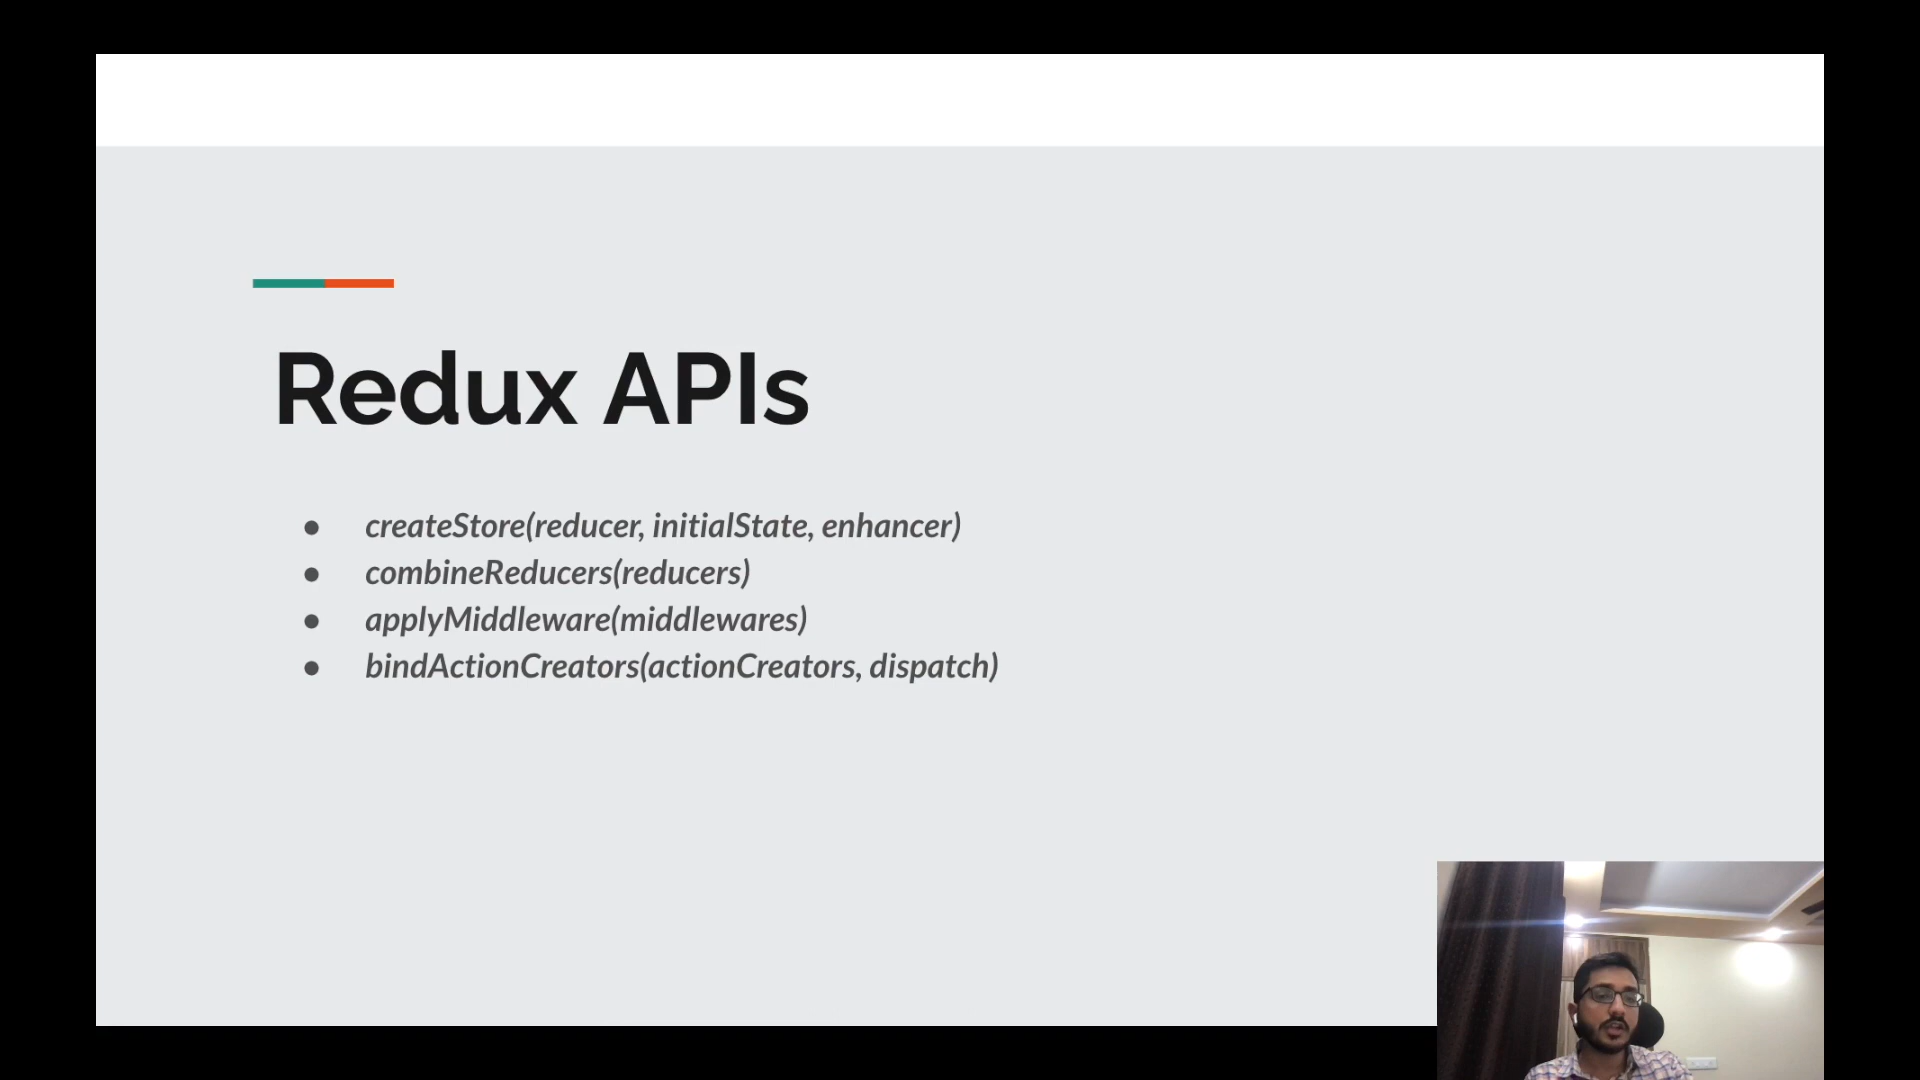 Redux APIs
● createStore(reducer, initialState, enhancer)
● combineReducers(reducers)
● applyMiddleware(middlewares)
● bindActionCreators(actionCreators, dispatch)